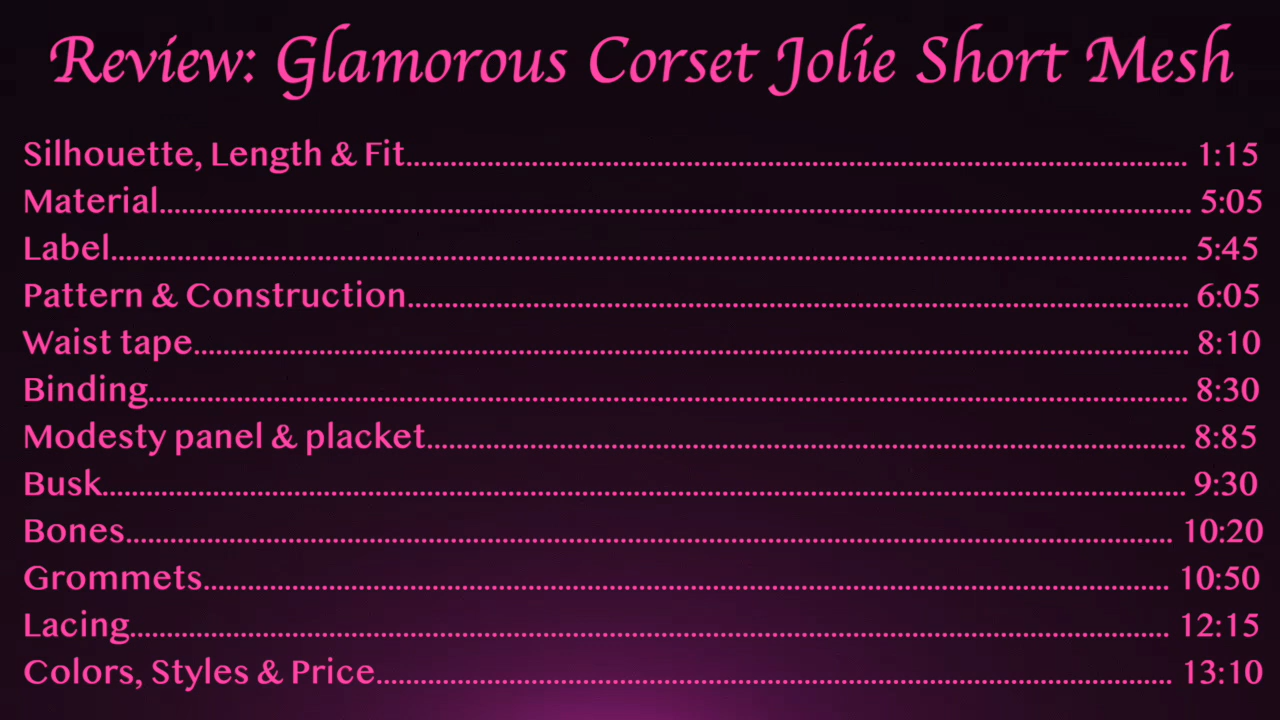 Review: Glamorous Corset Jolie Short Mesh
Silhouette, Length & Fit........................................................................................................ 1:15
Material.......................................................................................................................................... 5:05
Label................................................................................................................................................ 5:45
Pattern & Construction........................................................................................................ 6:05
Waist tape..................................................................................................................................... 8:10
Binding........................................................................................................................................... 8:30
Modesty panel & placket..................................................................................................... 8:85
Busk................................................................................................................................................. 9:30
Bones............................................................................................................................................ 10:20
Grommets................................................................................................................................. 10:50
Lacing........................................................................................................................................... 12:15
Colors, Styles & Price.......................................................................................................... 13:10